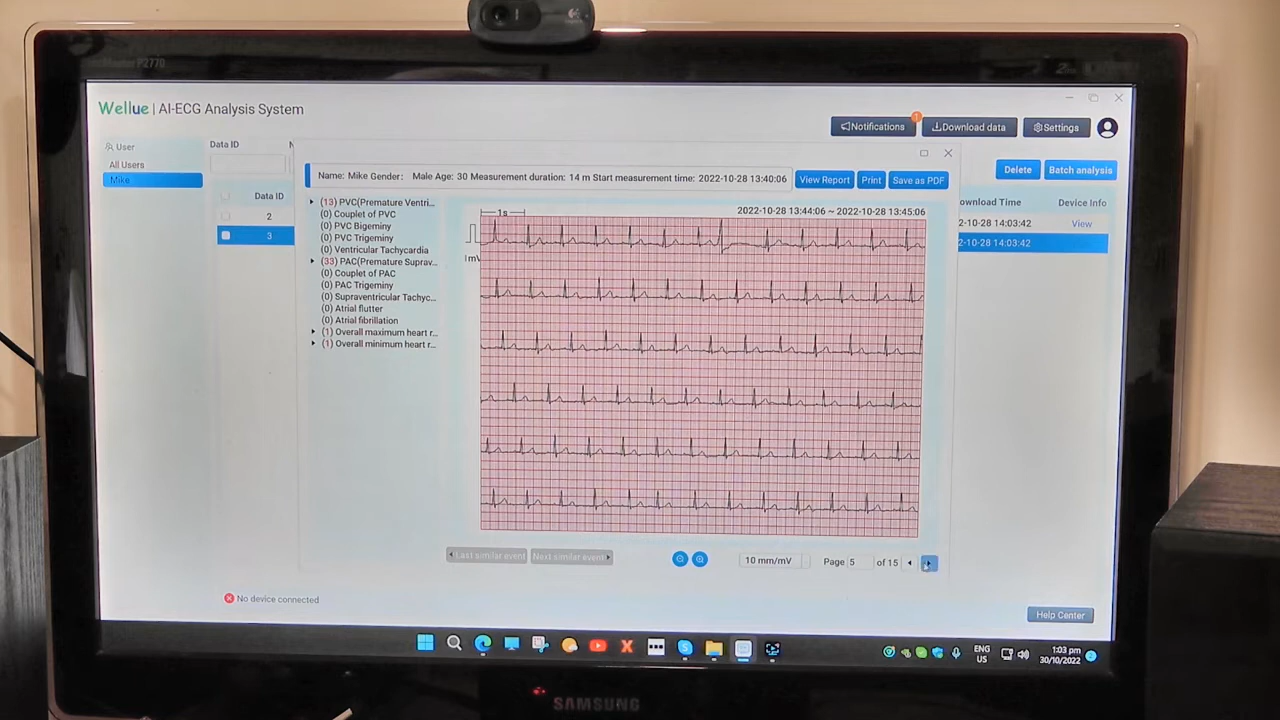 P2770
Wellue | AI-ECG Analysis System
Notifications
1
Download data
Settings
User
All Users
Mike
Data ID
Data ID
2
3
Delete
Batch analysis
ownload Time
Device Info
2-10-28 14:03:42
View
2-10-28 14:03:42
Name: Mike Gender: Male Age: 30 Measurement duration: 14 m Start measurement time: 2022-10-28 13:40:06
View Report
Print
Save as PDF
(13) PVC(Premature Ventri...
(0) Couplet of PVC
(0) PVC Bigeminy
(0) PVC Trigeminy
(0) Ventricular Tachycardia
(33) PAC(Premature Suprav...
(0) Couplet of PAC
(0) PAC Trigeminy
(0) Supraventricular Tachyc...
(0) Atrial flutter
(0) Atrial fibrillation
(1) Overall maximum heart r...
(1) Overall minimum heart r...
1s
2022-10-28 13:44:06 ~ 2022-10-28 13:45:06
1mV
Last similar event
Next similar event
10 mm/mV
Page 5 of 15
No device connected
Help Center
ENG
US
1:03 pm
30/10/2022
SAMSUNG